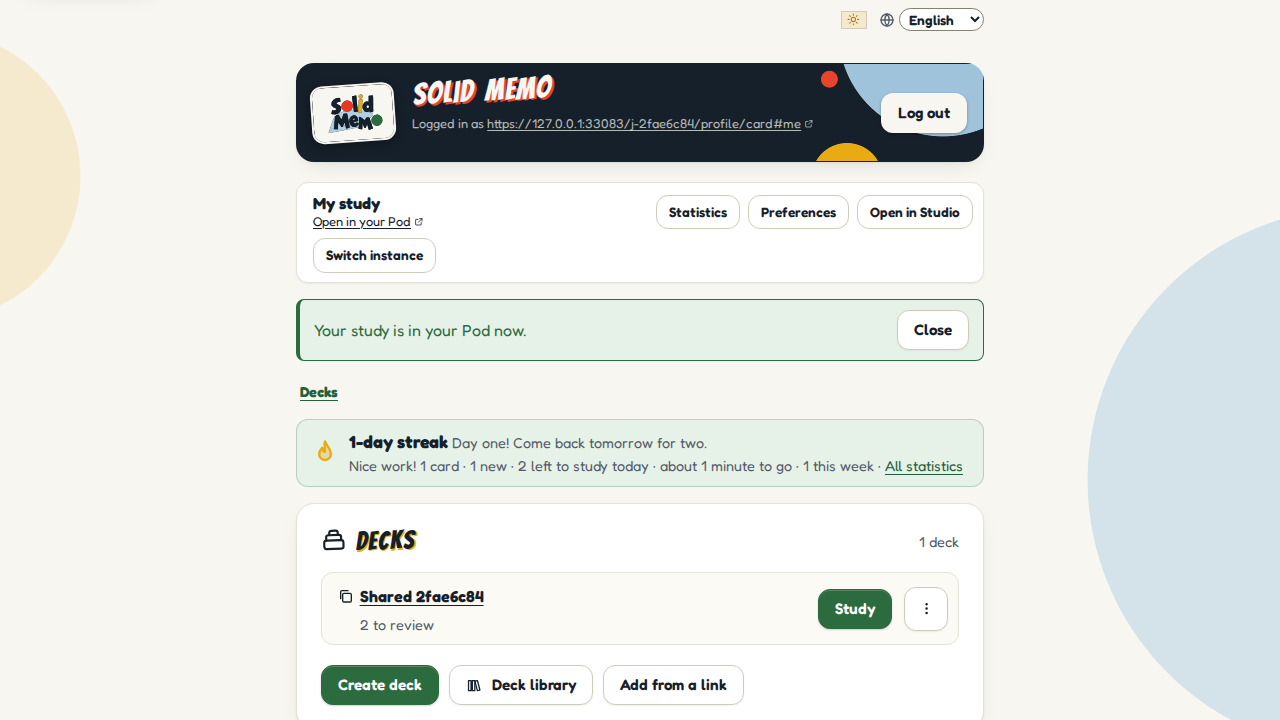 English
Solid Memo
SOLID MEMO
Logged in as https://127.0.0.1:33083/j-2fae6c84/profile/card#me
Log out
My study
Open in your Pod
Statistics
Preferences
Open in Studio
Switch instance
Your study is in your Pod now.
Close
Decks
1-day streak Day one! Come back tomorrow for two.
Nice work! 1 card · 1 new · 2 left to study today · about 1 minute to go · 1 this week · All statistics
DECKS
1 deck
Shared 2fae6c84
2 to review
Study
Create deck
Deck library
Add from a link